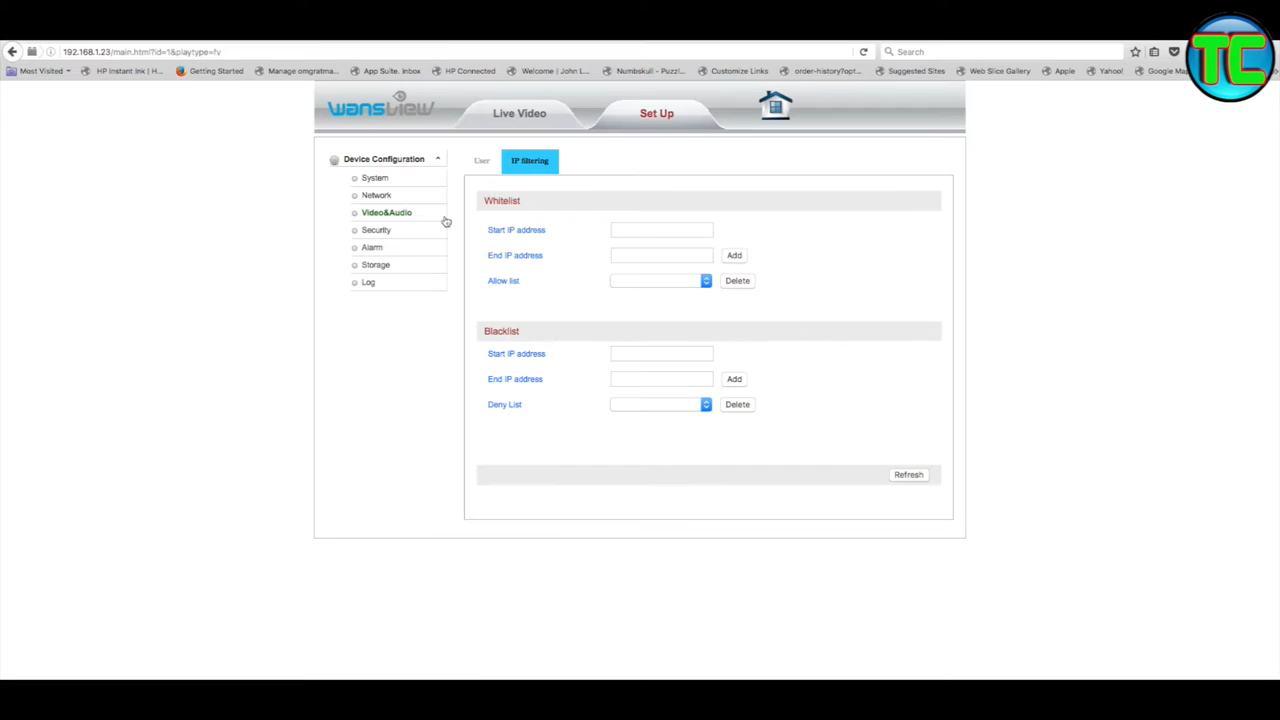 TC
192.168.1.23/main.html?id=1&playtype=fv
Search
Most Visited
HP Instant Ink | H...
Getting Started
Manage omgratma...
App Suite. Inbox
HP Connected
Welcome | John L...
Numbskull - Puzzl...
Customize Links
order-history?opt...
Suggested Sites
Web Slice Gallery
Apple
Yahoo!
Google Ma
wansview
Live Video
Set Up
Device Configuration
System
Network
Video&Audio
Security
Alarm
Storage
Log
User
IP filtering
Whitelist
Start IP address
End IP address
Add
Allow list
Delete
Blacklist
Start IP address
End IP address
Add
Deny List
Delete
Refresh